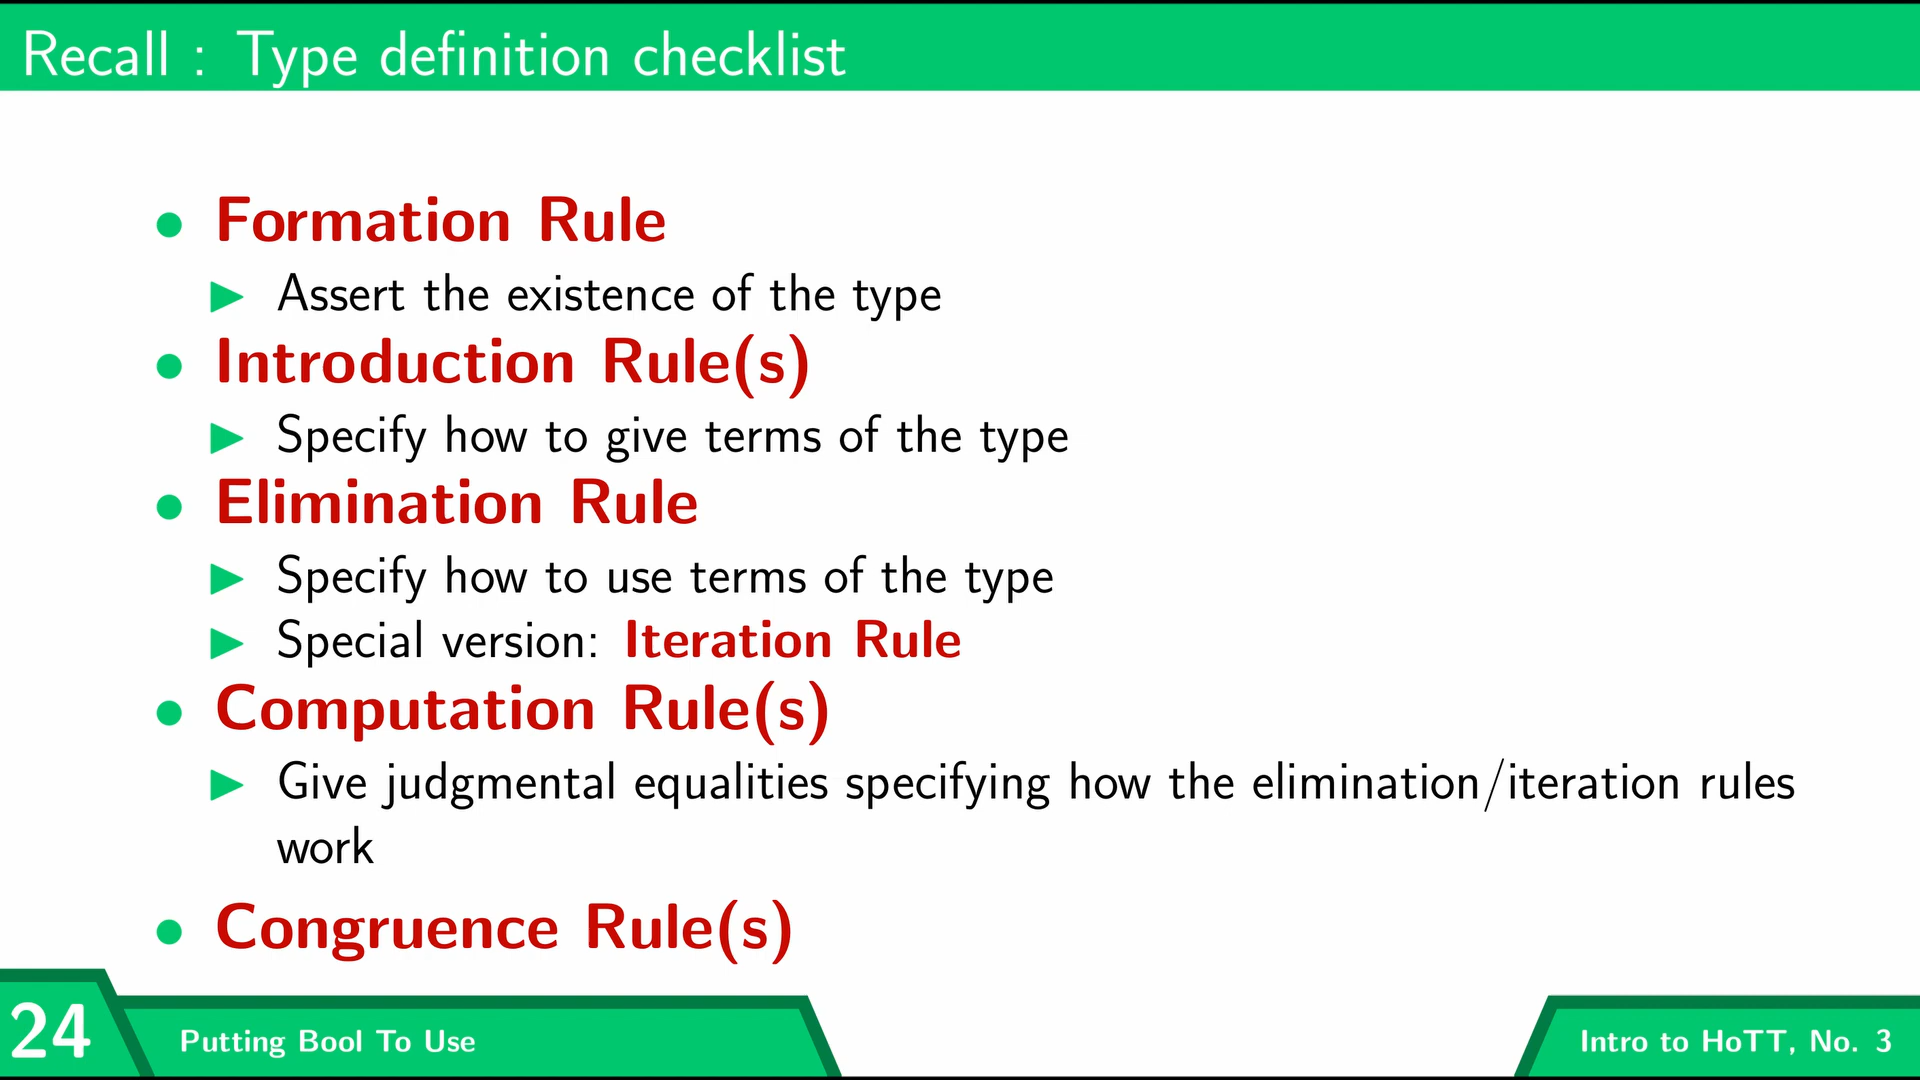 Recall : Type definition checklist
Formation Rule
Assert the existence of the type
Introduction Rule(s)
Specify how to give terms of the type
Elimination Rule
Specify how to use terms of the type
Special version: Iteration Rule
Computation Rule(s)
Give judgmental equalities specifying how the elimination/iteration rules
work
Congruence Rule(s)
24
Putting Bool To Use
Intro to HoTT, No. 3